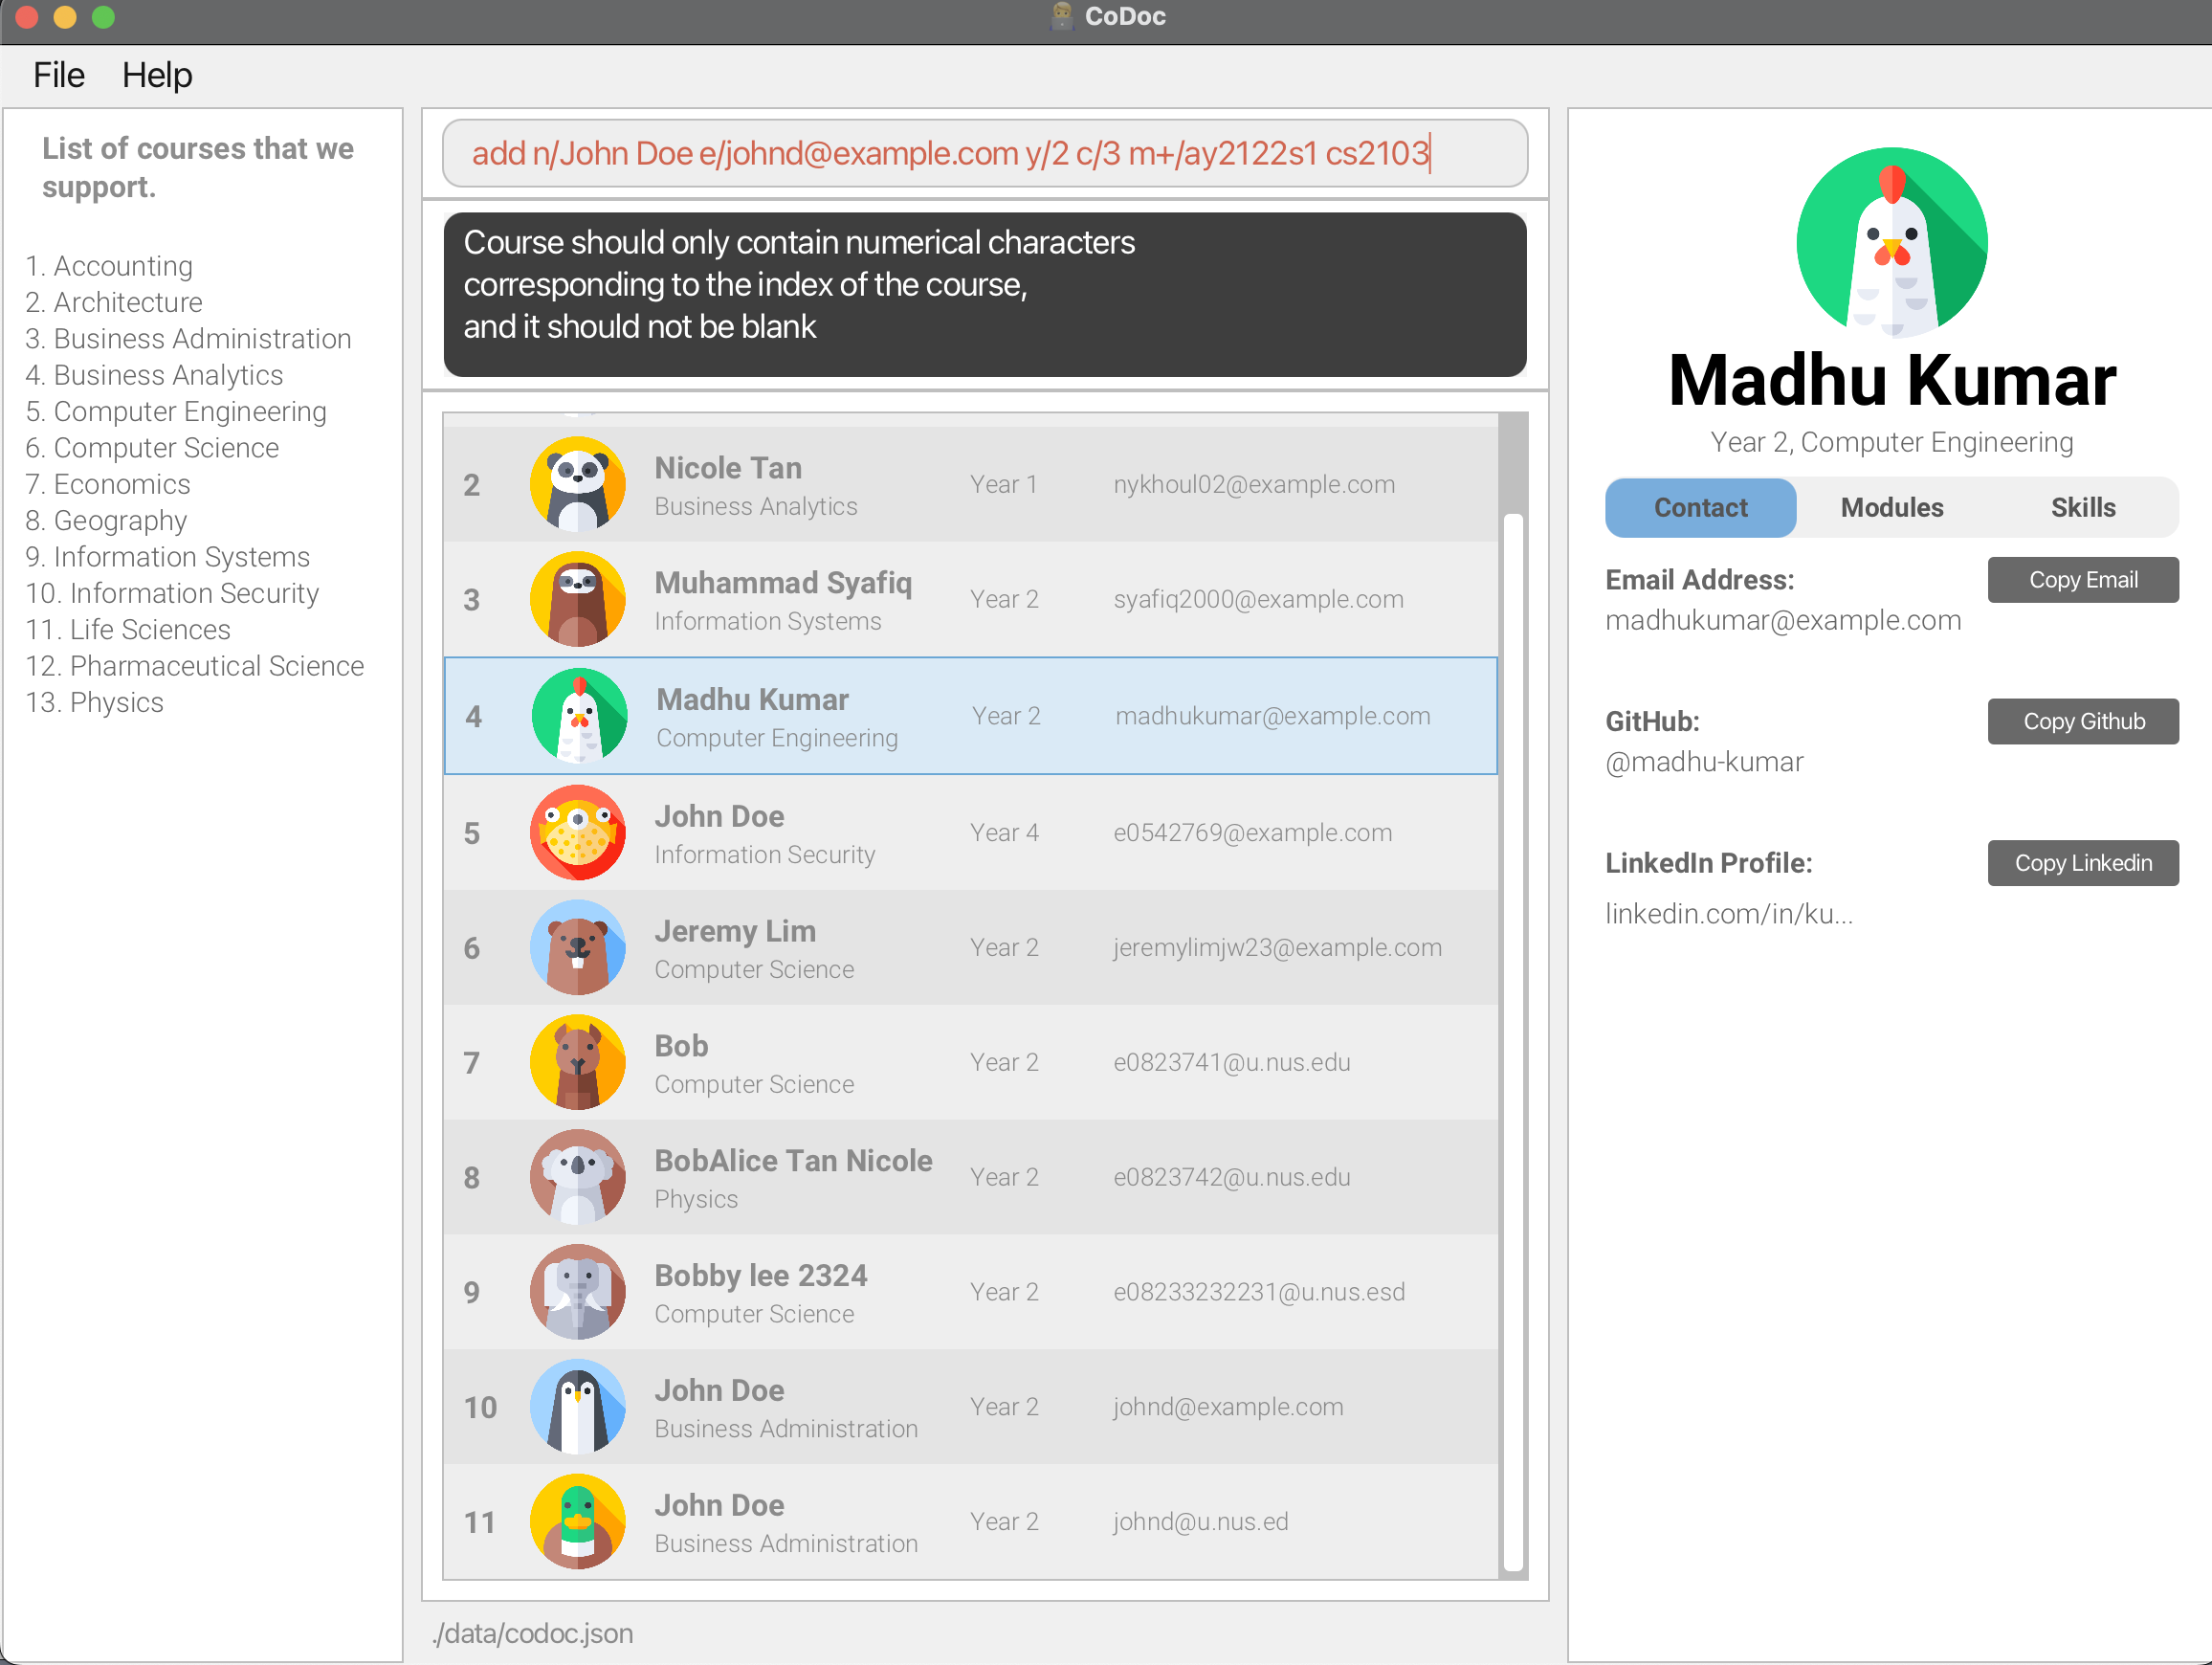 CoDoc
File Help
List of courses that we
support.
1. Accounting
2. Architecture
3. Business Administration
4. Business Analytics
5. Computer Engineering
6. Computer Science
7. Economics
8. Geography
9. Information Systems
10. Information Security
11. Life Sciences
12. Pharmaceutical Science
13. Physics
add n/John Doe e/johnd@example.com y/2 c/3 m+/ay2122s1 cs2103
Course should only contain numerical characters
corresponding to the index of the course,
and it should not be blank
2 Nicole Tan Year 1 nykhoul02@example.com
Business Analytics
3 Muhammad Syafiq Year 2 syafiq2000@example.com
Information Systems
4 Madhu Kumar Year 2 madhukumar@example.com
Computer Engineering
5 John Doe Year 4 e0542769@example.com
Information Security
6 Jeremy Lim Year 2 jeremylimjw23@example.com
Computer Science
7 Bob Year 2 e0823741@u.nus.edu
Computer Science
8 BobAlice Tan Nicole Year 2 e0823742@u.nus.edu
Physics
9 Bobby lee 2324 Year 2 e08233232231@u.nus.esd
Computer Science
10 John Doe Year 2 johnd@example.com
Business Administration
11 John Doe Year 2 johnd@u.nus.ed
Business Administration
./data/codoc.json
Madhu Kumar
Year 2, Computer Engineering
Contact Modules Skills
Email Address: Copy Email
madhukumar@example.com
GitHub: Copy Github
@madhu-kumar
LinkedIn Profile: Copy Linkedin
linkedin.com/in/ku...